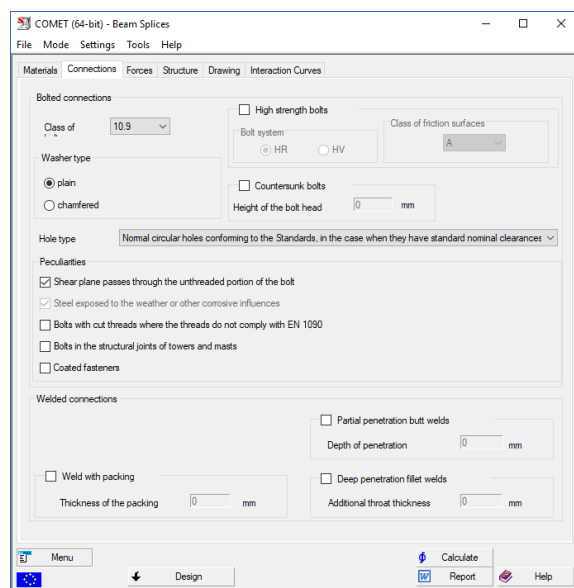 COMET (64-bit) - Beam Splices
File Mode Settings Tools Help
Materials Connections Forces Structure Drawing Interaction Curves
Bolted connections
Class of
10.9
High strength bolts
Bolt system
HR HV
Class of friction surfaces
A
Washer type
plain
chamfered
Countersunk bolts
Height of the bolt head 0 mm
Hole type Normal circular holes conforming to the Standards, in the case when they have standard nominal clearances
Peculiarities
Shear plane passes through the unthreaded portion of the bolt
Steel exposed to the weather or other corrosive influences
Bolts with cut threads where the threads do not comply with EN 1090
Bolts in the structural joints of towers and masts
Coated fasteners
Welded connections
Partial penetration butt welds
Depth of penetration 0 mm
Weld with packing
Thickness of the packing 0 mm
Deep penetration fillet welds
Additional throat thickness 0 mm
Menu
Design
Calculate
Report
Help